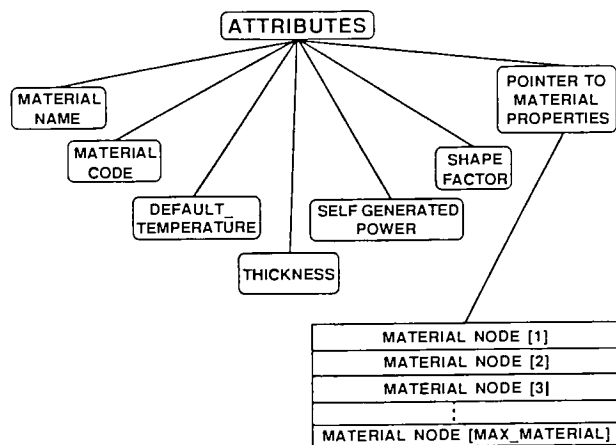 ATTRIBUTES
MATERIAL
NAME
MATERIAL
CODE
DEFAULT_
TEMPERATURE
THICKNESS
SELF GENERATED
POWER
SHAPE
FACTOR
POINTER TO
MATERIAL
PROPERTIES
MATERIAL NODE [1]
MATERIAL NODE [2]
MATERIAL NODE [3]
⋮
MATERIAL NODE [MAX_MATERIAL]